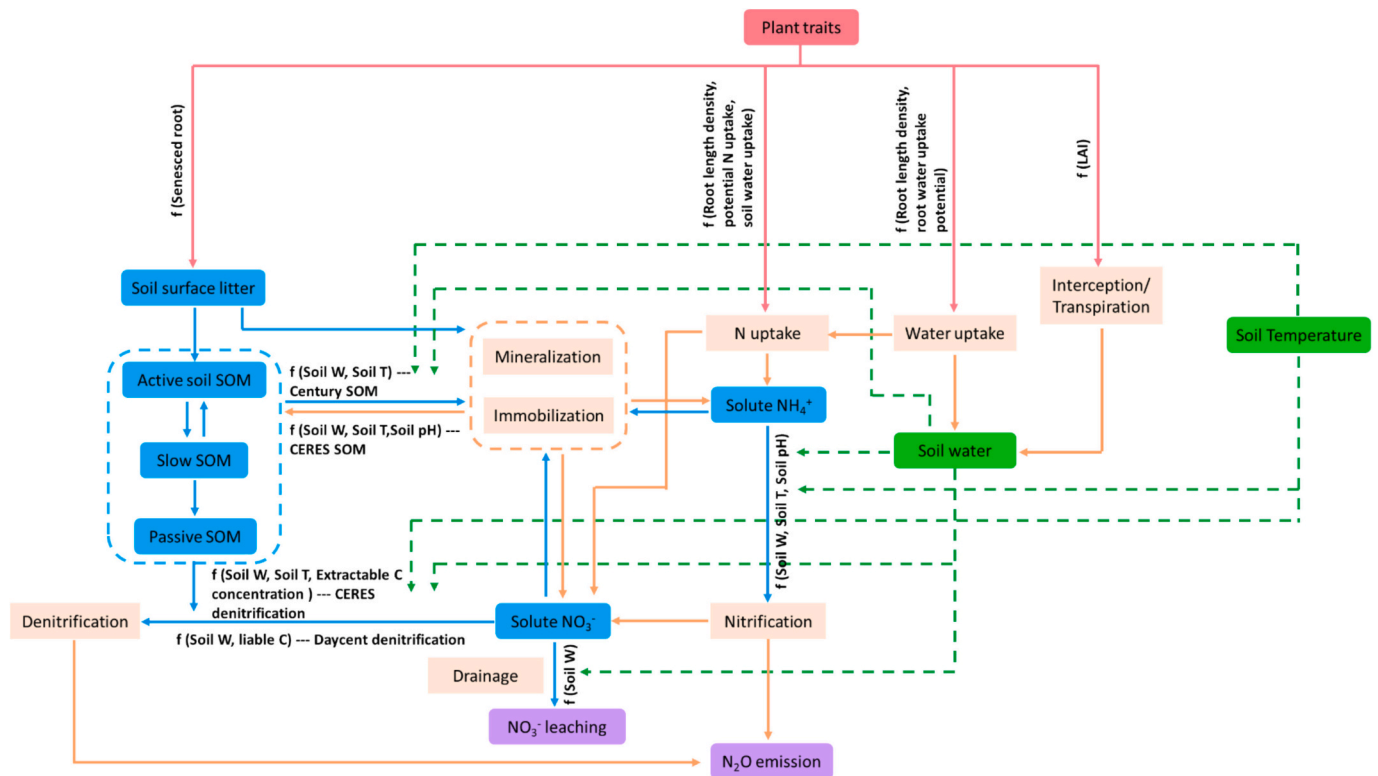 Plant traits
f (Senesced root)
f (Root length density,
potential N uptake,
soil water uptake)
f (Root length density,
root water uptake
potential)
f (LAI)
Soil surface litter
Interception/
Transpiration
N uptake
Water uptake
Soil Temperature
Mineralization
Active soil SOM
f (Soil W, Soil T) ---
Century SOM
Immobilization
Solute NH₄⁺
f (Soil W, Soil T,Soil pH) ---
CERES SOM
Slow SOM
Soil water
f (Soil W, Soil T, Soil pH)
Passive SOM
f (Soil W, Soil T, Extractable C
concentration ) --- CERES
denitrification
Denitrification
Solute NO₃⁻
Nitrification
f (Soil W, liable C) --- Daycent denitrification
Drainage
f (Soil W)
NO₃⁻ leaching
N₂O emission